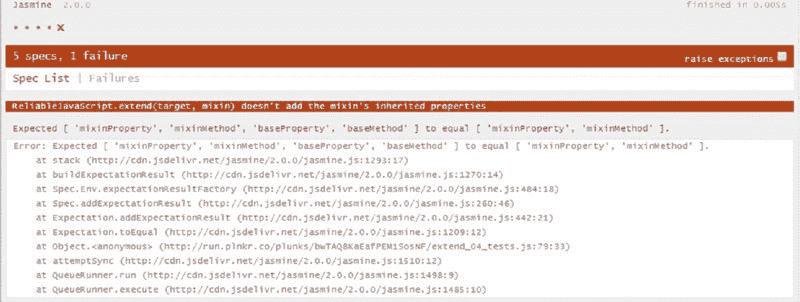 Jasmine 2.0.0
finished in 0.005s
• • • • x
5 specs, 1 failure
raise exceptions
Spec List | Failures
ReliableJavaScript.extend(target, mixin) doesn't add the mixin's inherited properties
Expected [ 'mixinProperty', 'mixinMethod', 'baseProperty', 'baseMethod' ] to equal [ 'mixinProperty', 'mixinMethod' ].
Error: Expected [ 'mixinProperty', 'mixinMethod', 'baseProperty', 'baseMethod' ] to equal [ 'mixinProperty', 'mixinMethod' ].
at stack (http://cdn.jsdelivr.net/jasmine/2.0.0/jasmine.js:1293:17)
at buildExpectationResult (http://cdn.jsdelivr.net/jasmine/2.0.0/jasmine.js:1270:14)
at Spec.Env.expectationResultFactory (http://cdn.jsdelivr.net/jasmine/2.0.0/jasmine.js:484:18)
at Spec.addExpectationResult (http://cdn.jsdelivr.net/jasmine/2.0.0/jasmine.js:260:46)
at Expectation.addExpectationResult (http://cdn.jsdelivr.net/jasmine/2.0.0/jasmine.js:442:21)
at Expectation.toEqual (http://cdn.jsdelivr.net/jasmine/2.0.0/jasmine.js:1209:12)
at Object.<anonymous> (http://run.plnkr.co/plunks/bwTAQ8KaEafPEM1SosNF/extend_04_tests.js:79:33)
at attemptSync (http://cdn.jsdelivr.net/jasmine/2.0.0/jasmine.js:1510:12)
at QueueRunner.run (http://cdn.jsdelivr.net/jasmine/2.0.0/jasmine.js:1498:9)
at QueueRunner.execute (http://cdn.jsdelivr.net/jasmine/2.0.0/jasmine.js:1485:10)